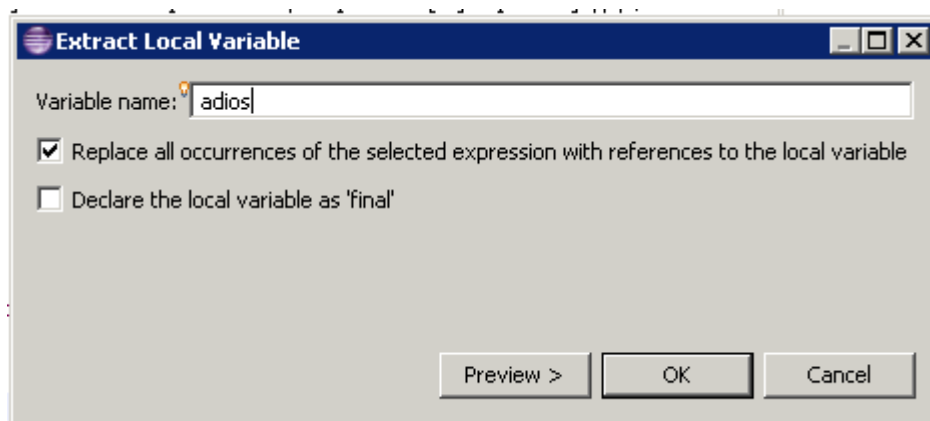 Extract Local Variable
Variable name: adios
Replace all occurrences of the selected expression with references to the local variable
Declare the local variable as 'final'
Preview > OK Cancel